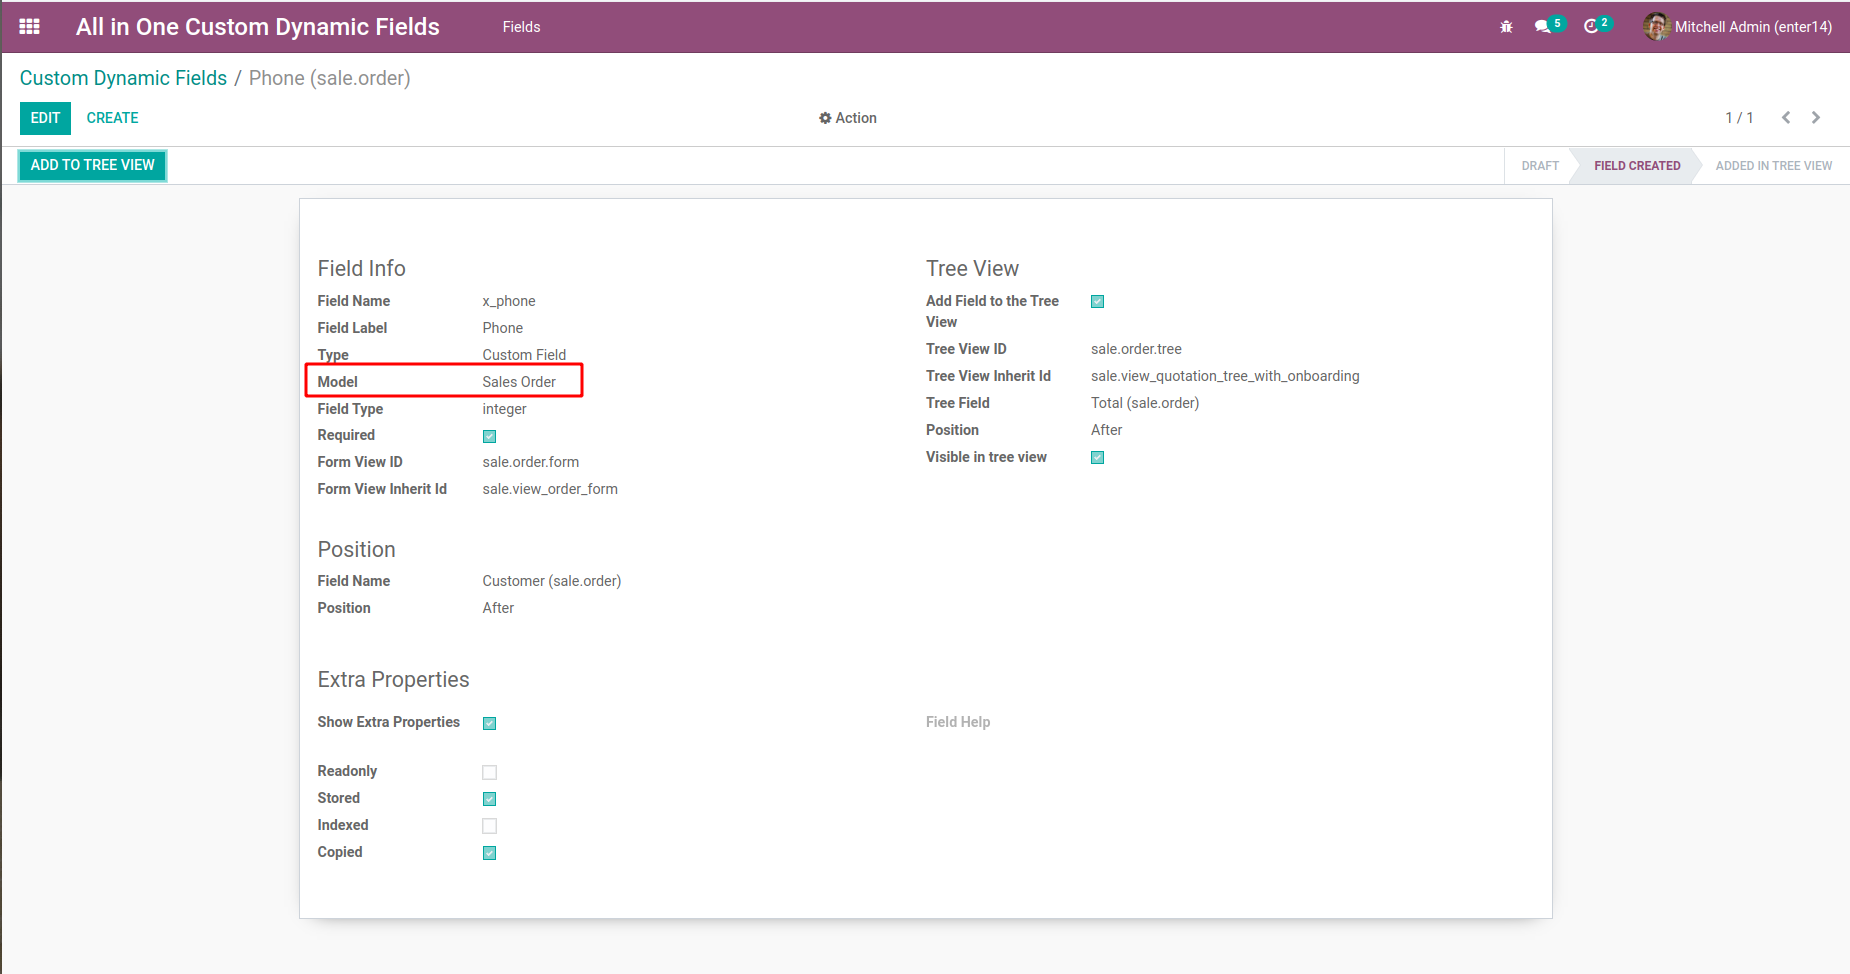 All in One Custom Dynamic Fields Fields 5 2 Mitchell Admin (enter14)
Custom Dynamic Fields / Phone (sale.order)
EDIT CREATE Action 1 / 1
ADD TO TREE VIEW DRAFT FIELD CREATED ADDED IN TREE VIEW
Field Info
Field Name x_phone
Field Label Phone
Type Custom Field
Model Sales Order
Field Type integer
Required
Form View ID sale.order.form
Form View Inherit Id sale.view_order_form
Tree View
Add Field to the Tree
View
Tree View ID sale.order.tree
Tree View Inherit Id sale.view_quotation_tree_with_onboarding
Tree Field Total (sale.order)
Position After
Visible in tree view
Position
Field Name Customer (sale.order)
Position After
Extra Properties
Show Extra Properties
Field Help
Readonly
Stored
Indexed
Copied